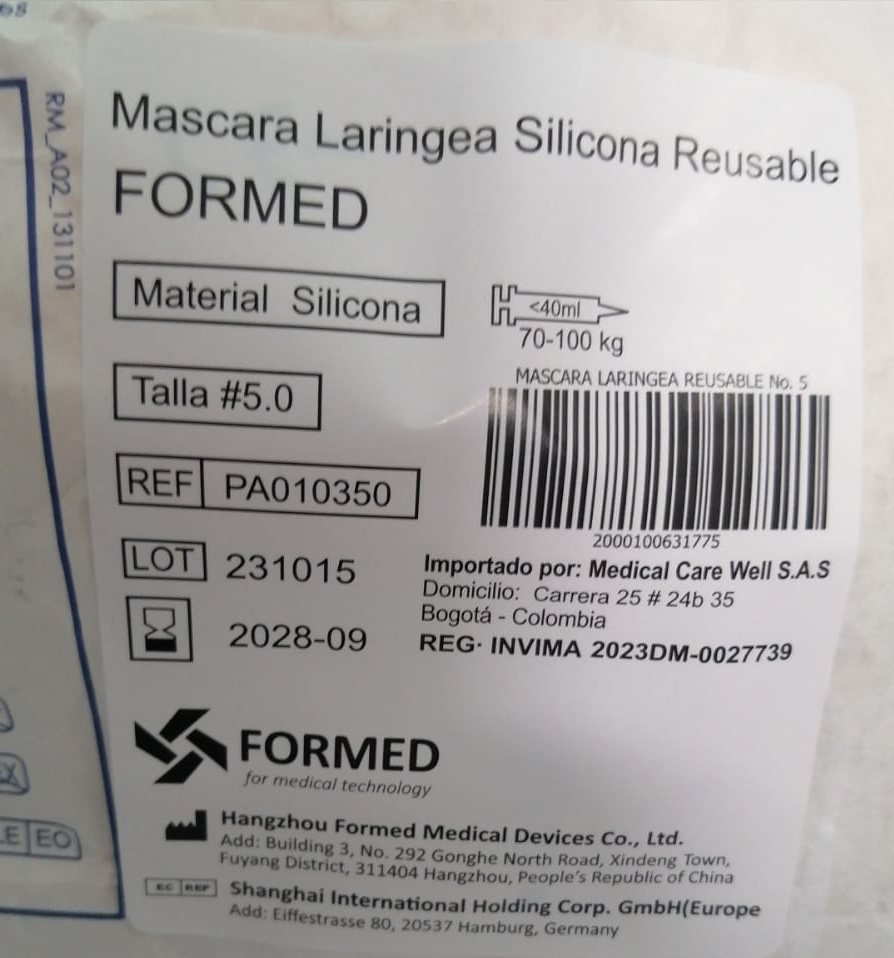 RM_A02_131101
Mascara Laringea Silicona Reusable
FORMED
Material Silicona
<40ml
70-100 kg
Talla #5.0
MASCARA LARINGEA REUSABLE No. 5
REF PA010350
2000100631775
LOT 231015
2028-09
Importado por: Medical Care Well S.A.S
Domicilio: Carrera 25 # 24b 35
Bogotá - Colombia
REG· INVIMA 2023DM-0027739
FORMED
for medical technology
Hangzhou Formed Medical Devices Co., Ltd.
Add: Building 3, No. 292 Gonghe North Road, Xindeng Town,
Fuyang District, 311404 Hangzhou, People's Republic of China
EC REP
Shanghai International Holding Corp. GmbH(Europe
Add: Eiffestrasse 80, 20537 Hamburg, Germany
EO